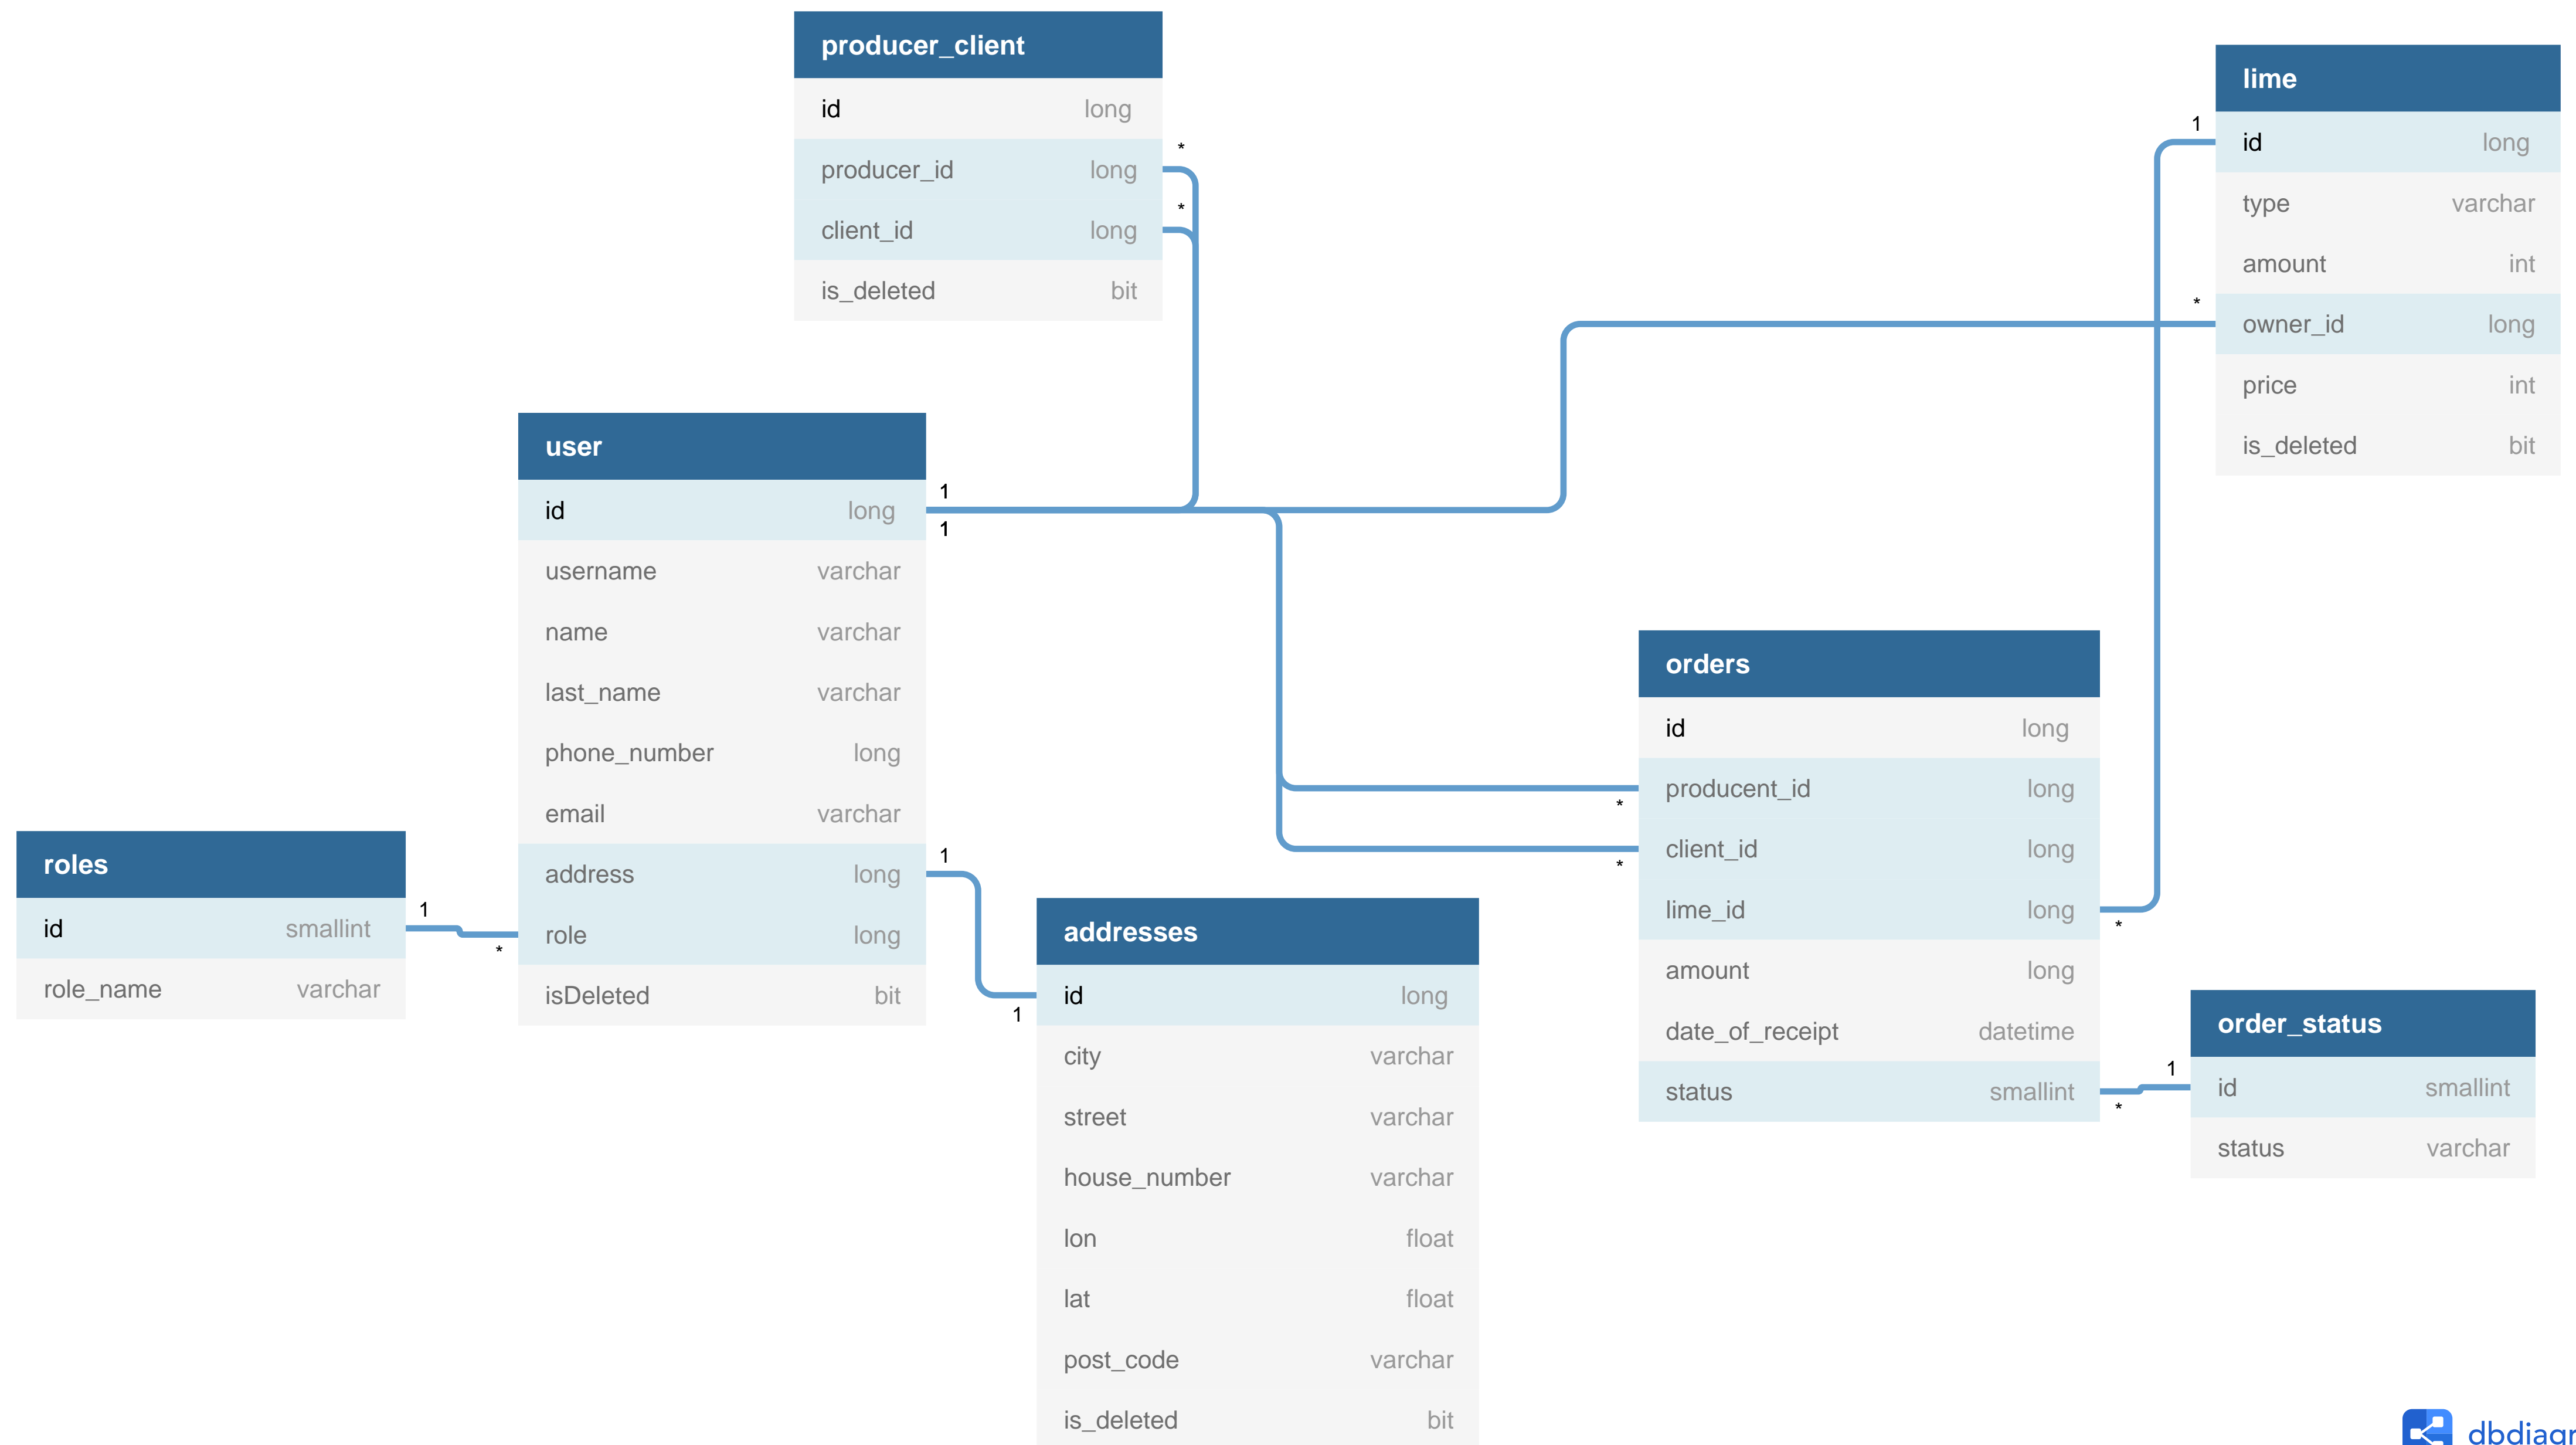 producer_client
id long
producer_id long
client_id long
is_deleted bit
*
*
lime
id long
type varchar
amount int
owner_id long
price int
is_deleted bit
1
*
user
id long
username varchar
name varchar
last_name varchar
phone_number long
email varchar
address long
role long
isDeleted bit
1
1
1
*
roles
id smallint
role_name varchar
1
addresses
id long
city varchar
street varchar
house_number varchar
lon float
lat float
post_code varchar
is_deleted bit
1
orders
id long
producent_id long
client_id long
lime_id long
amount long
date_of_receipt datetime
status smallint
*
*
*
*
order_status
id smallint
status varchar
1